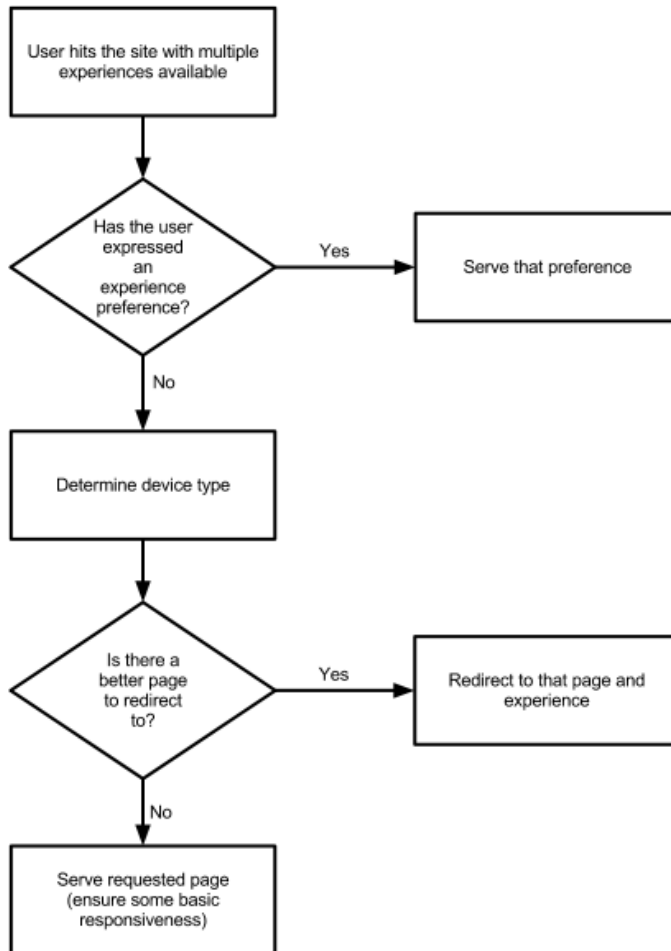 User hits the site with multiple
experiences available
Has the user
expressed
an
experience
preference?
Yes
Serve that preference
No
Determine device type
Is there a
better page
to redirect
to?
Yes
Redirect to that page and
experience
No
Serve requested page
(ensure some basic
responsiveness)